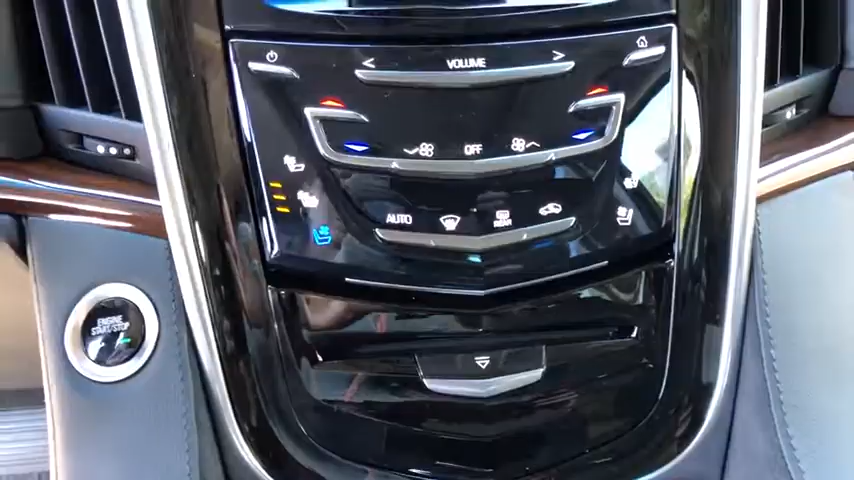 VOLUME
OFF
AUTO
REAR
ENGINE
START/STOP